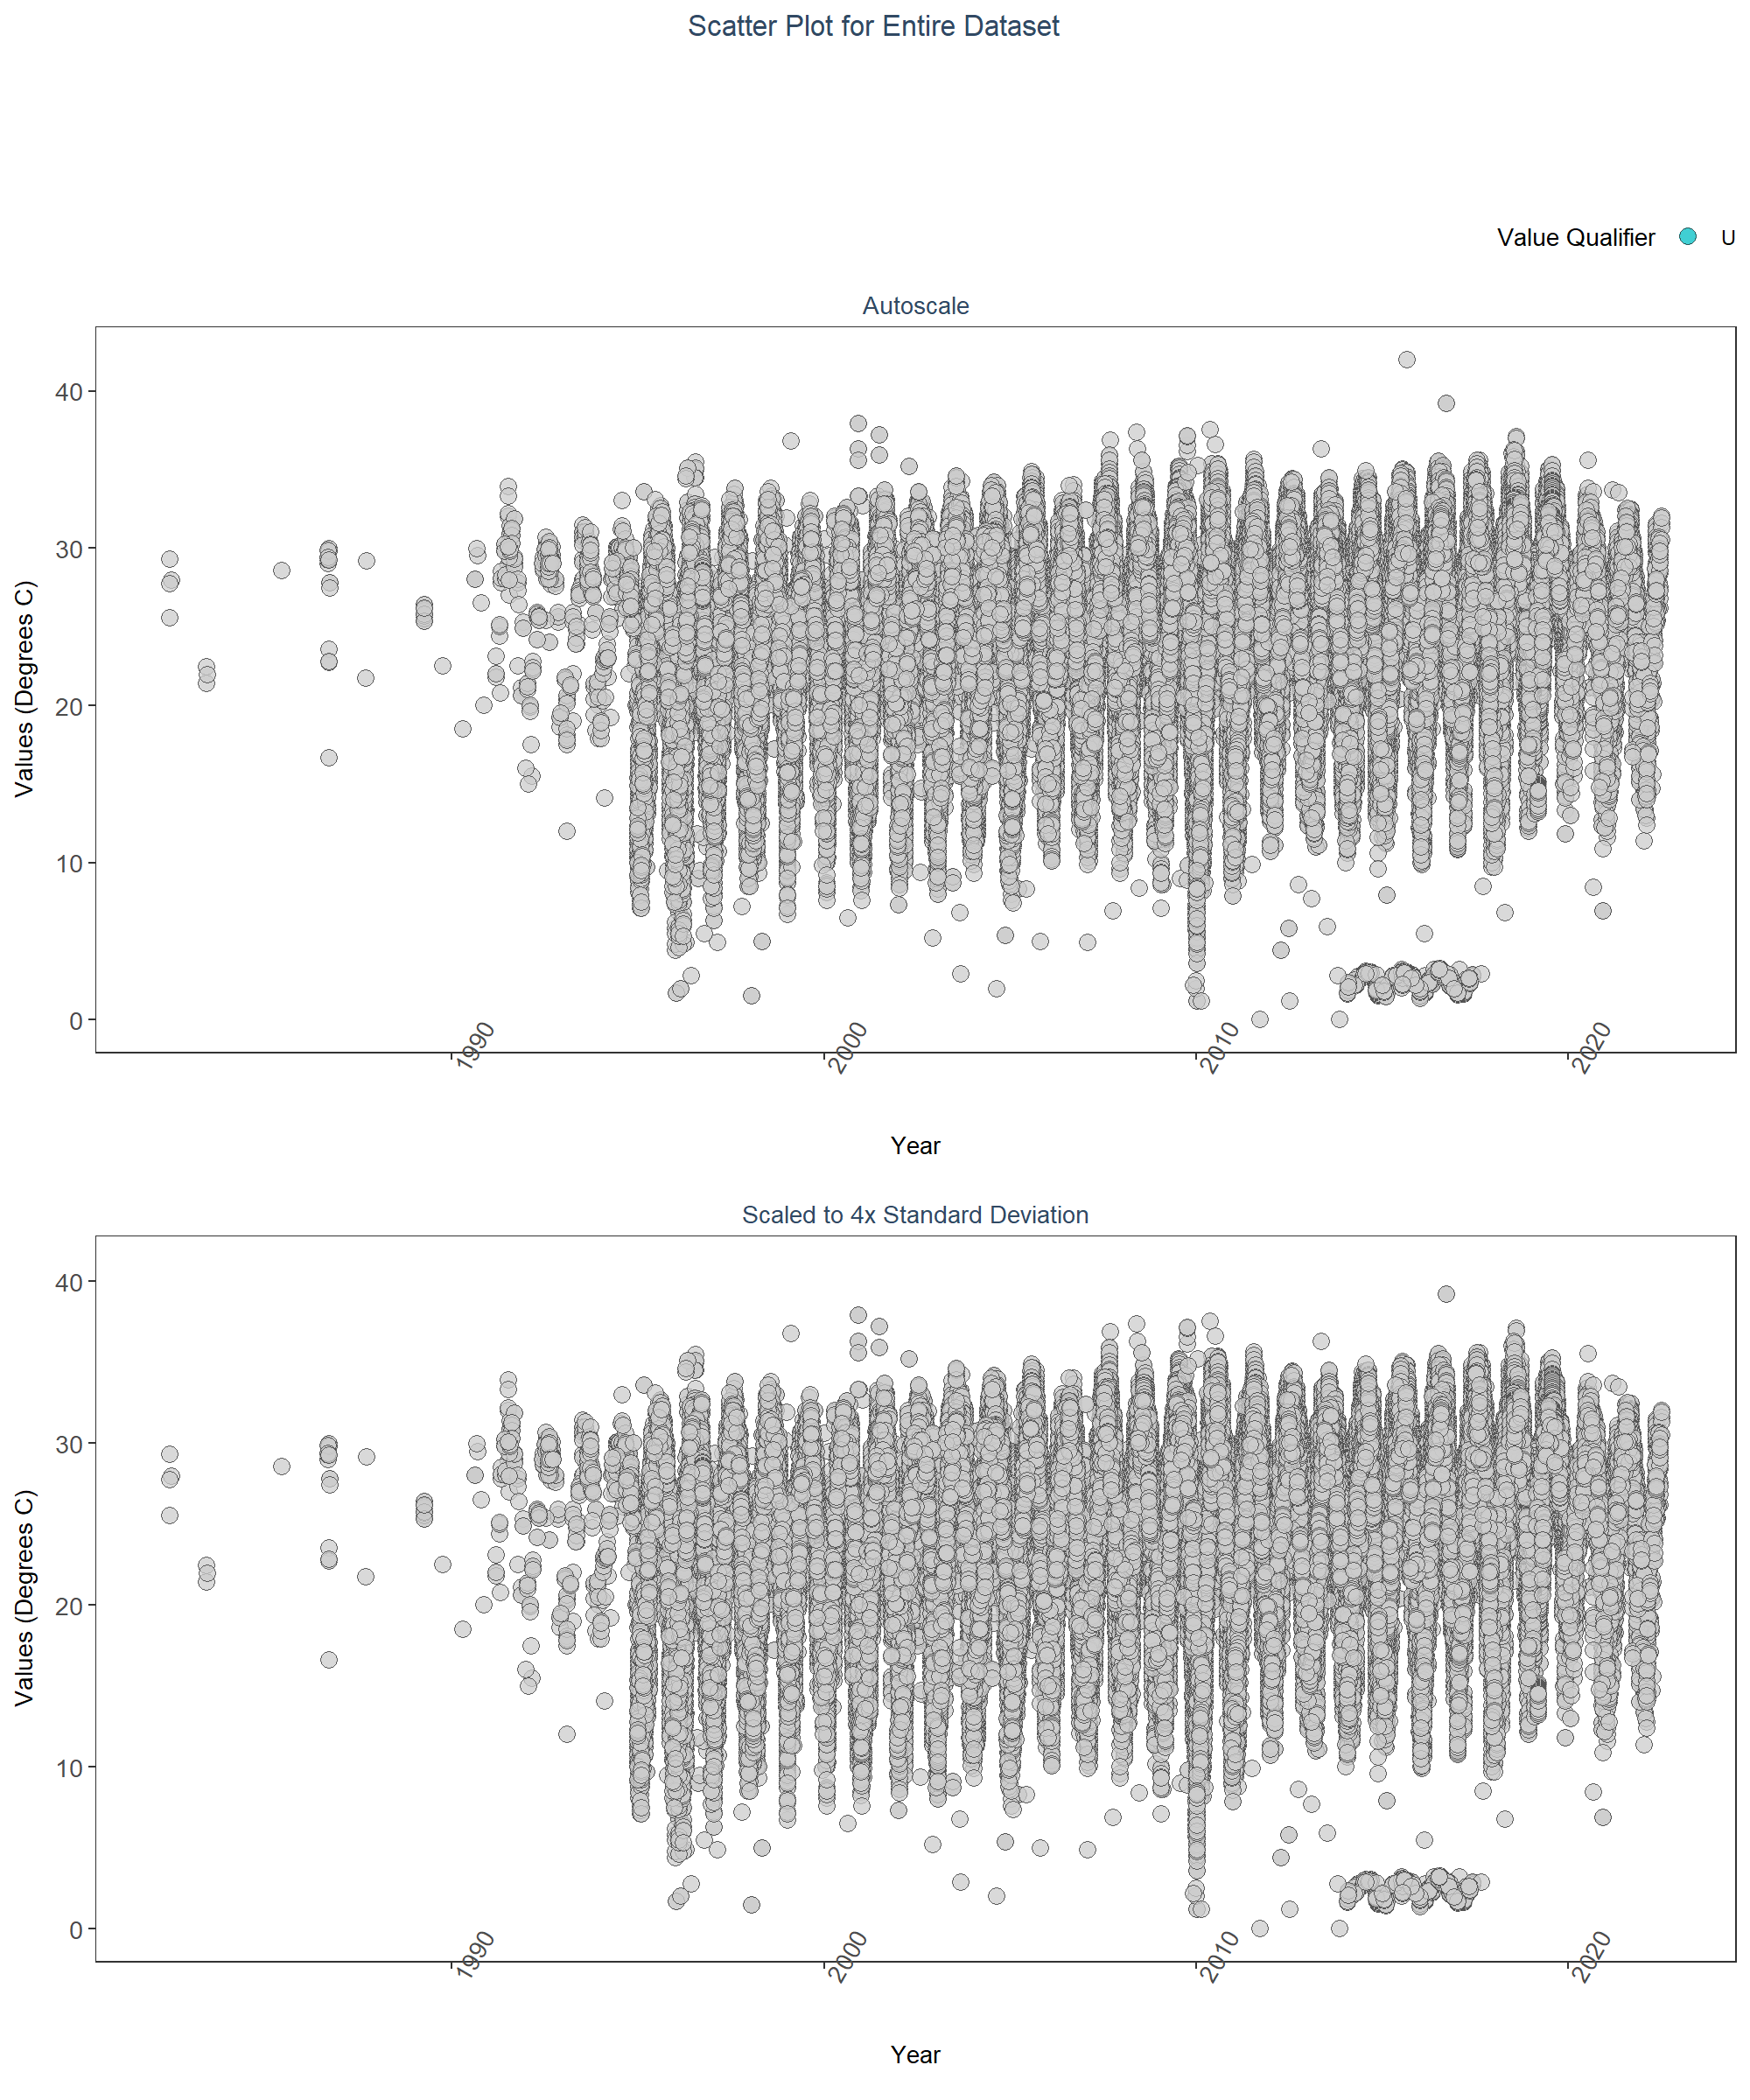 Scatter Plot for Entire Dataset
Value Qualifier U
Autoscale
Values (Degrees C)
40
30
20
10
0
1990 2000 2010 2020
Year
Scaled to 4x Standard Deviation
Values (Degrees C)
40
30
20
10
0
1990 2000 2010 2020
Year